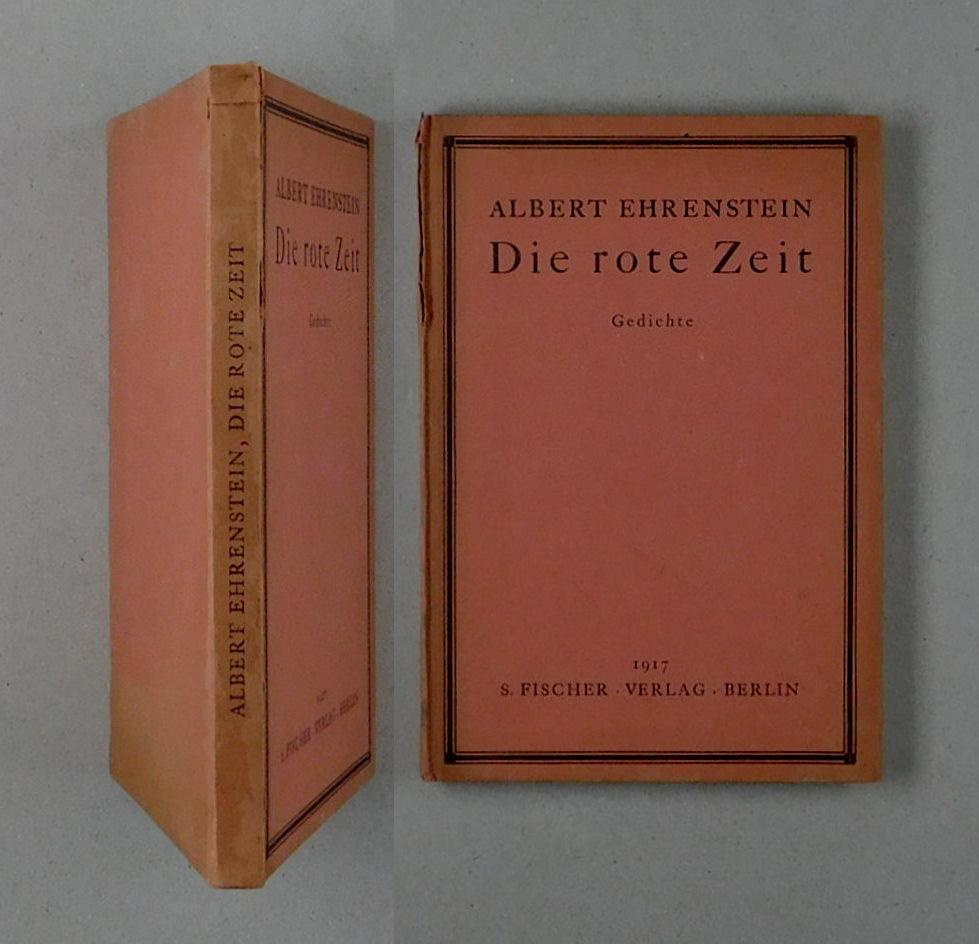 ALBERT EHRENSTEIN, DIE ROTE ZEIT
ALBERT EHRENSTEIN
Die rote Zeit
Gedichte
1917
S. FISCHER · VERLAG · BERLIN
ALBERT EHRENSTEIN
Die rote Zeit
Gedichte
1917
S. FISCHER · VERLAG · BERLIN